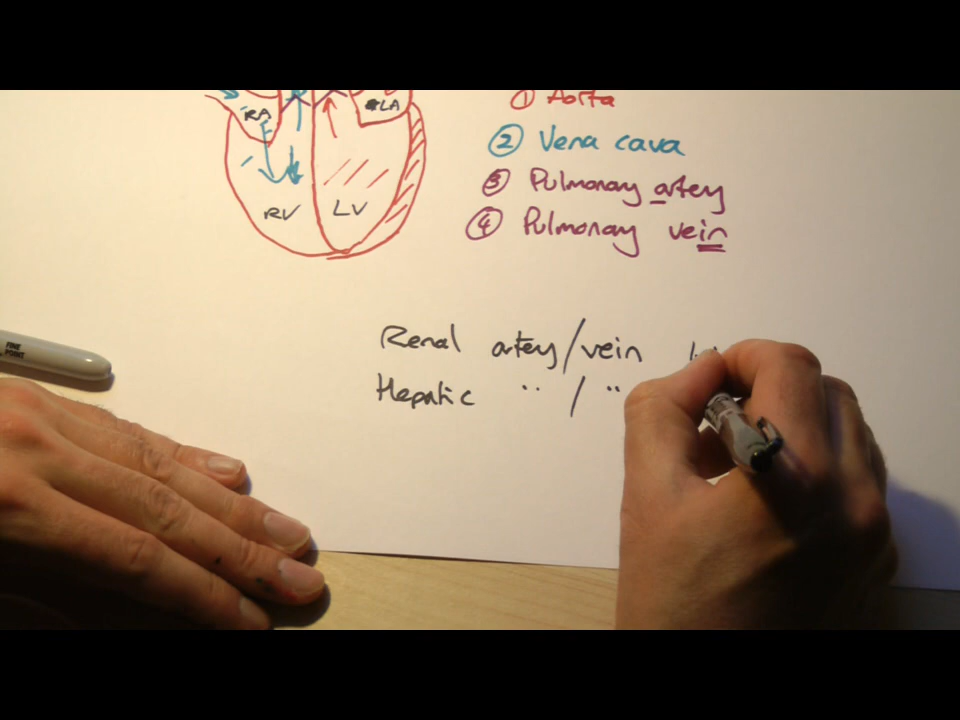 RA
LA
RV LV
① Aorta
② Vena cava
③ Pulmonary artery
④ Pulmonary vein
Renal artery/vein
Hepatic " / "
FINE
POINT